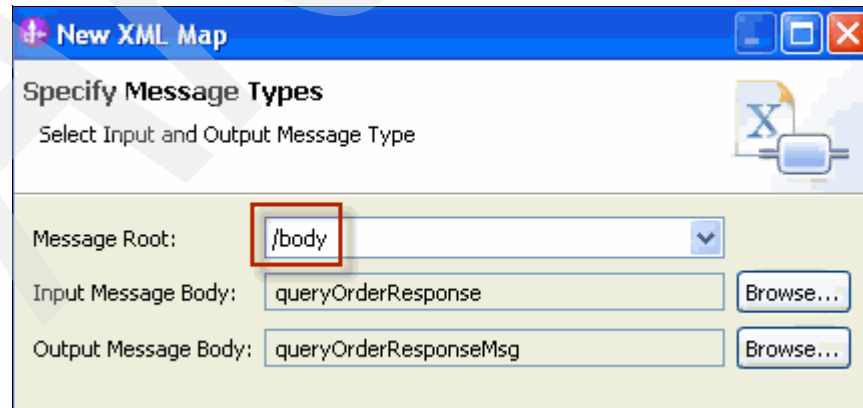 New XML Map
Specify Message Types
Select Input and Output Message Type
X
Message Root: /body
Input Message Body: queryOrderResponse Browse...
Output Message Body: queryOrderResponseMsg Browse...